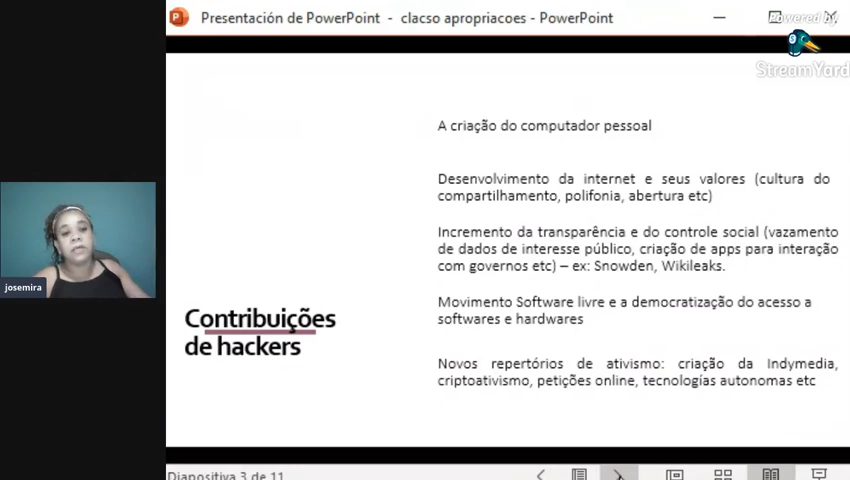 Presentación de PowerPoint - clacso apropriacoes - PowerPoint
Powered by
StreamYard
A criação do computador pessoal
Desenvolvimento da internet e seus valores (cultura do
compartilhamento, polifonia, abertura etc)
Incremento da transparência e do controle social (vazamento
de dados de interesse público, criação de apps para interação
com governos etc) – ex: Snowden, Wikileaks.
Movimento Software livre e a democratização do acesso a
softwares e hardwares
Novos repertórios de ativismo: criação da Indymedia,
criptoativismo, petições online, tecnologías autonomas etc
Contribuições
de hackers
josemira
Diapositiva 3 de 11